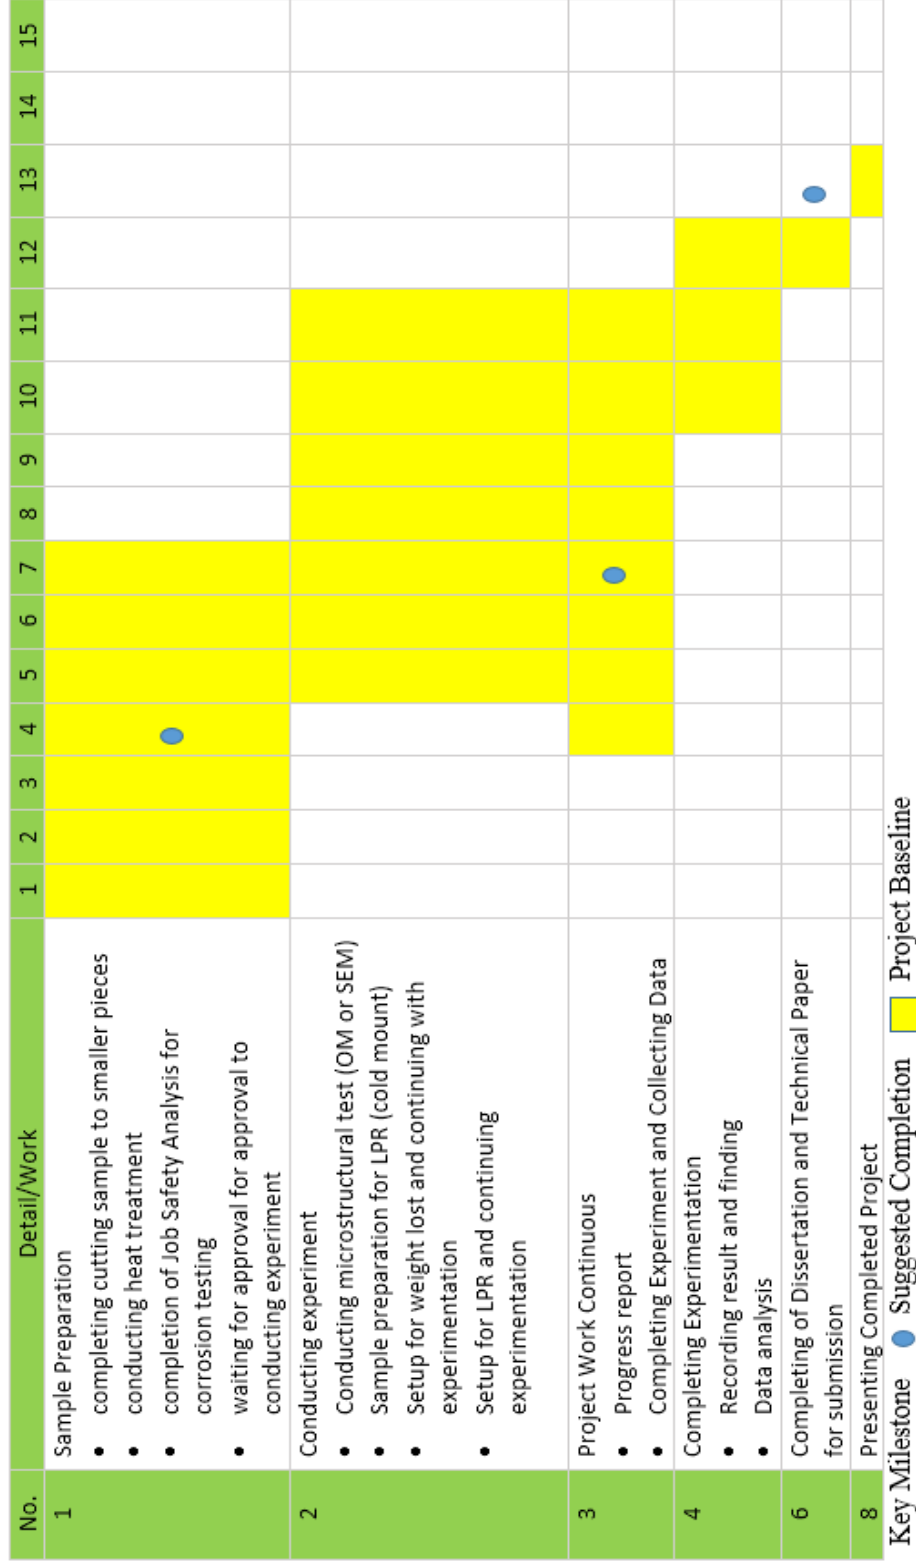 No. Detail/Work 1 2 3 4 5 6 7 8 9 10 11 12 13 14 15
1 Sample Preparation
• completing cutting sample to smaller pieces
• conducting heat treatment
• completion of Job Safety Analysis for
corrosion testing
• waiting for approval for approval to
conducting experiment
2 Conducting experiment
• Conducting microstructural test (OM or SEM)
• Sample preparation for LPR (cold mount)
• Setup for weight lost and continuing with
experimentation
• Setup for LPR and continuing
experimentation
3 Project Work Continuous
• Progress report
• Completing Experiment and Collecting Data
4 Completing Experimentation
• Recording result and finding
• Data analysis
6 Completing of Dissertation and Technical Paper
for submission
8 Presenting Completed Project
Key Milestone Suggested Completion Project Baseline